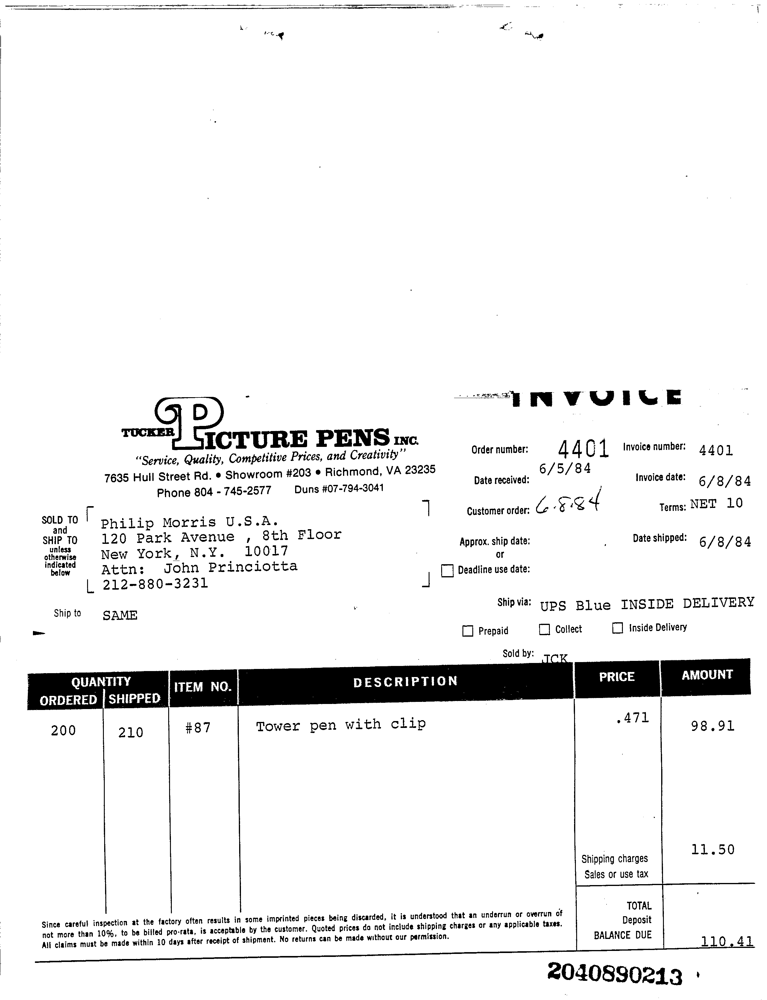 INVOICE
TUCKER PICTURE PENS INC.
"Service, Quality, Competitive Prices, and Creativity"
7635 Hull Street Rd. • Showroom #203 • Richmond, VA 23235
Phone 804 - 745-2577 Duns #07-794-3041
Order number: 4401 Invoice number: 4401
Date received: 6/5/84 Invoice date: 6/8/84
Customer order: 6.8.84 Terms: NET 10
Approx. ship date: Date shipped: 6/8/84
or
Deadline use date:
SOLD TO
and
SHIP TO
unless
otherwise
indicated
below
Philip Morris U.S.A.
120 Park Avenue , 8th Floor
New York, N.Y. 10017
Attn: John Princiotta
212-880-3231
Ship to SAME
Ship via: UPS Blue INSIDE DELIVERY
Prepaid Collect Inside Delivery
Sold by: JCK
QUANTITY ITEM NO. DESCRIPTION PRICE AMOUNT
ORDERED SHIPPED
200 210 #87 Tower pen with clip .471 98.91
Shipping charges 11.50
Sales or use tax
TOTAL
Deposit
BALANCE DUE 110.41
Since careful inspection at the factory often results in some imprinted pieces being discarded, it is understood that an underrun or overrun of
not more than 10%, to be billed pro-rata, is acceptable by the customer. Quoted prices do not include shipping charges or any applicable taxes.
All claims must be made within 10 days after receipt of shipment. No returns can be made without our permission.
2040890213